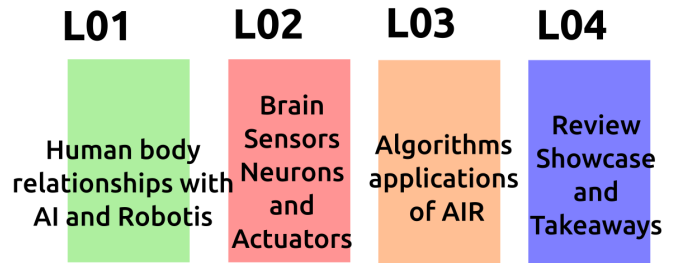 L01
Human body
relationships with
AI and Robotis
L02
Brain
Sensors
Neurons
and
Actuators
L03
Algorithms
applications
of AIR
L04
Review
Showcase
and
Takeaways